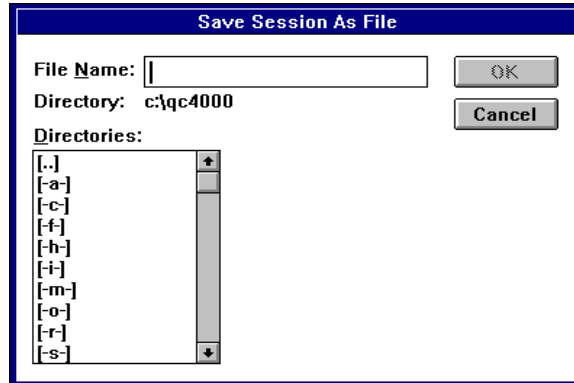 Save Session As File
File Name:
OK
Directory: c:\qc4000
Cancel
Directories:
[..]
[-a-]
[-c-]
[-f-]
[-h-]
[-i-]
[-m-]
[-o-]
[-r-]
[-s-]